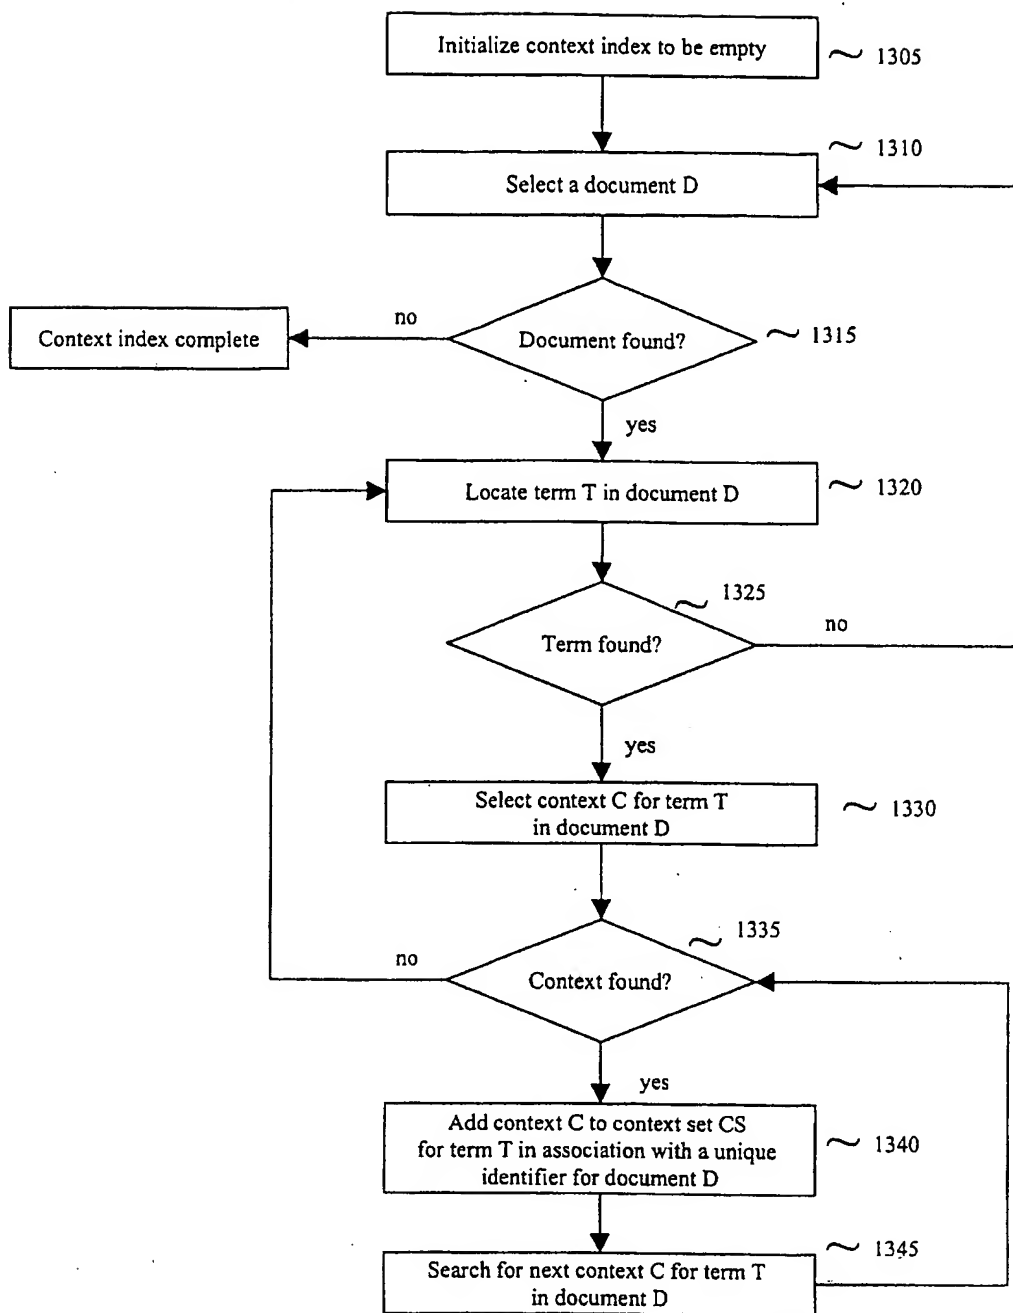 Initialize context index to be empty
1305
1310
Select a document D
no
Context index complete
Document found?
1315
yes
Locate term T in document D
1320
1325
Term found?
no
yes
Select context C for term T
in document D
1330
1335
no
Context found?
yes
Add context C to context set CS
for term T in association with a unique
identifier for document D
1340
1345
Search for next context C for term T
in document D